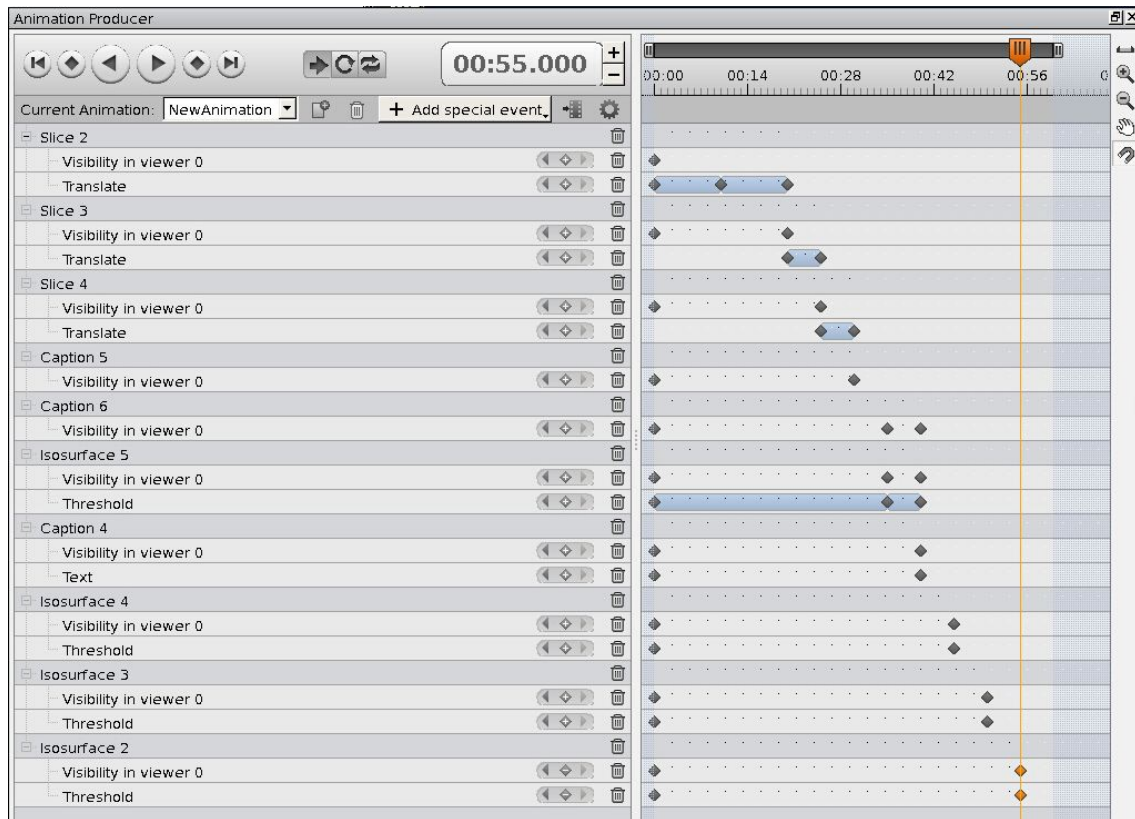 Animation Producer
00:55.000
00:00 00:14 00:28 00:42 00:56 0
Current Animation: NewAnimation + Add special event
Slice 2
Visibility in viewer 0
Translate
Slice 3
Visibility in viewer 0
Translate
Slice 4
Visibility in viewer 0
Translate
Caption 5
Visibility in viewer 0
Caption 6
Visibility in viewer 0
Isosurface 5
Visibility in viewer 0
Threshold
Caption 4
Visibility in viewer 0
Text
Isosurface 4
Visibility in viewer 0
Threshold
Isosurface 3
Visibility in viewer 0
Threshold
Isosurface 2
Visibility in viewer 0
Threshold